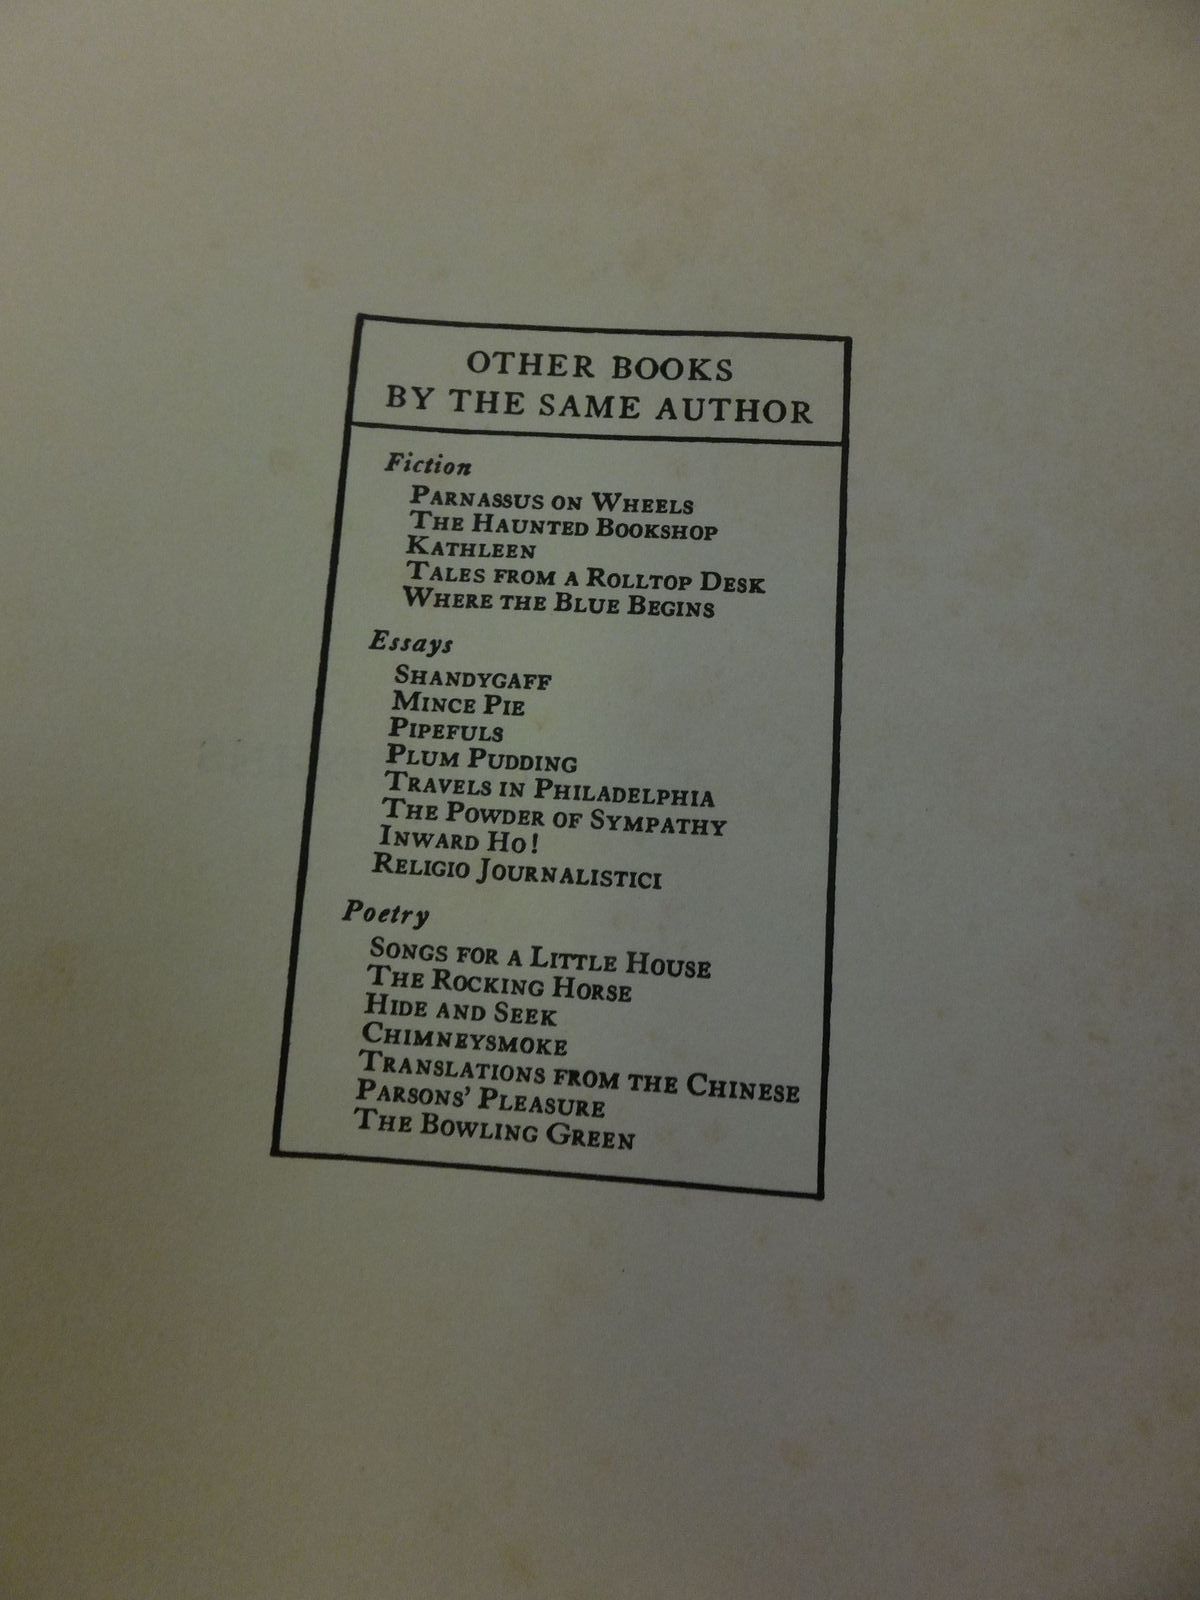 OTHER BOOKS
BY THE SAME AUTHOR
Fiction
PARNASSUS ON WHEELS
THE HAUNTED BOOKSHOP
KATHLEEN
TALES FROM A ROLLTOP DESK
WHERE THE BLUE BEGINS
Essays
SHANDYGAFF
MINCE PIE
PIPEFULS
PLUM PUDDING
TRAVELS IN PHILADELPHIA
THE POWDER OF SYMPATHY
INWARD HO!
RELIGIO JOURNALISTICI
Poetry
SONGS FOR A LITTLE HOUSE
THE ROCKING HORSE
HIDE AND SEEK
CHIMNEYSMOKE
TRANSLATIONS FROM THE CHINESE
PARSONS' PLEASURE
THE BOWLING GREEN